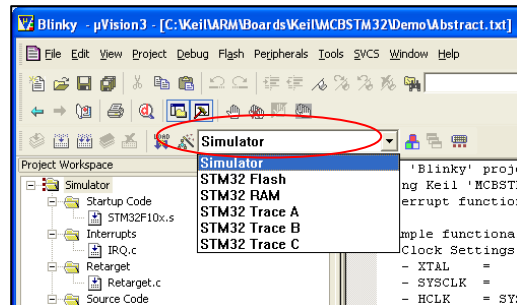 Blinky - µVision3 - [C:\Keil\ARM\Boards\Keil\MCBSTM32\Demo\Abstract.txt]
File Edit View Project Debug Flash Peripherals Tools SVCS Window Help
LOAD
Simulator
Simulator
STM32 Flash
STM32 RAM
STM32 Trace A
STM32 Trace B
STM32 Trace C
Project Workspace
Simulator
Startup Code
STM32F10x.s
Interrupts
IRQ.c
Retarget
Retarget.c
Source Code
'Blinky' proje
ng Keil 'MCBST
errupt function
mple functiona
Clock Settings
- XTAL =
- SYSCLK =
- HCLK = SYS